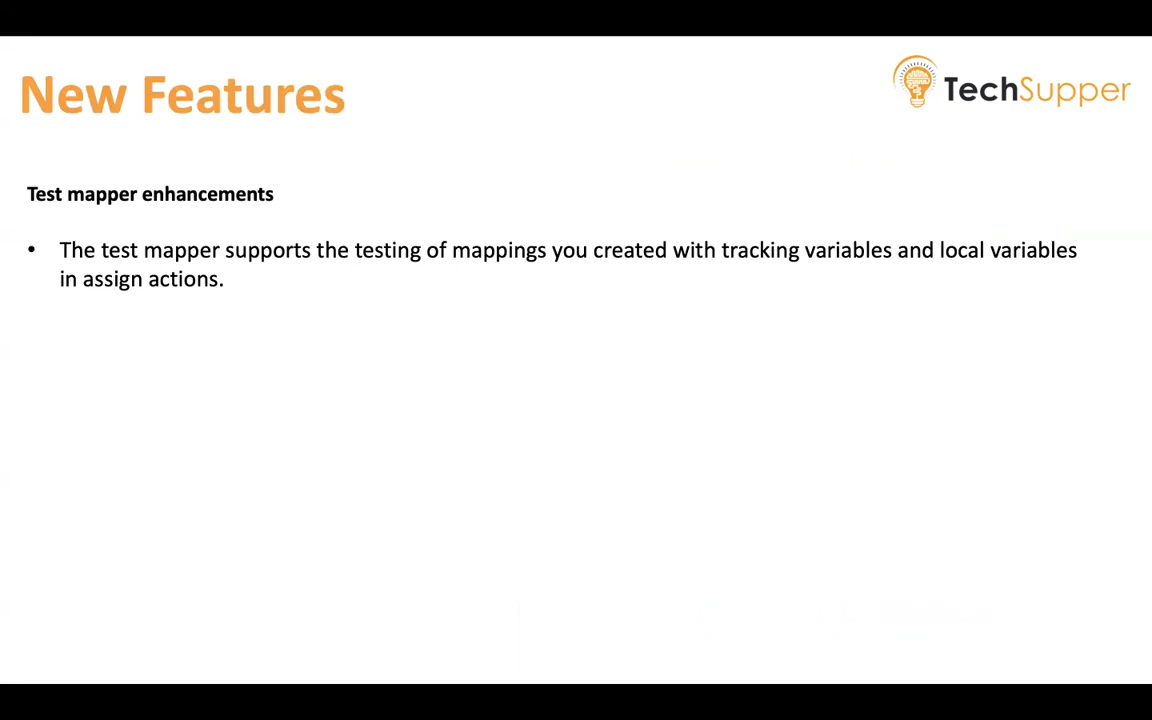 New Features
TechSupper
Test mapper enhancements
• The test mapper supports the testing of mappings you created with tracking variables and local variables
in assign actions.